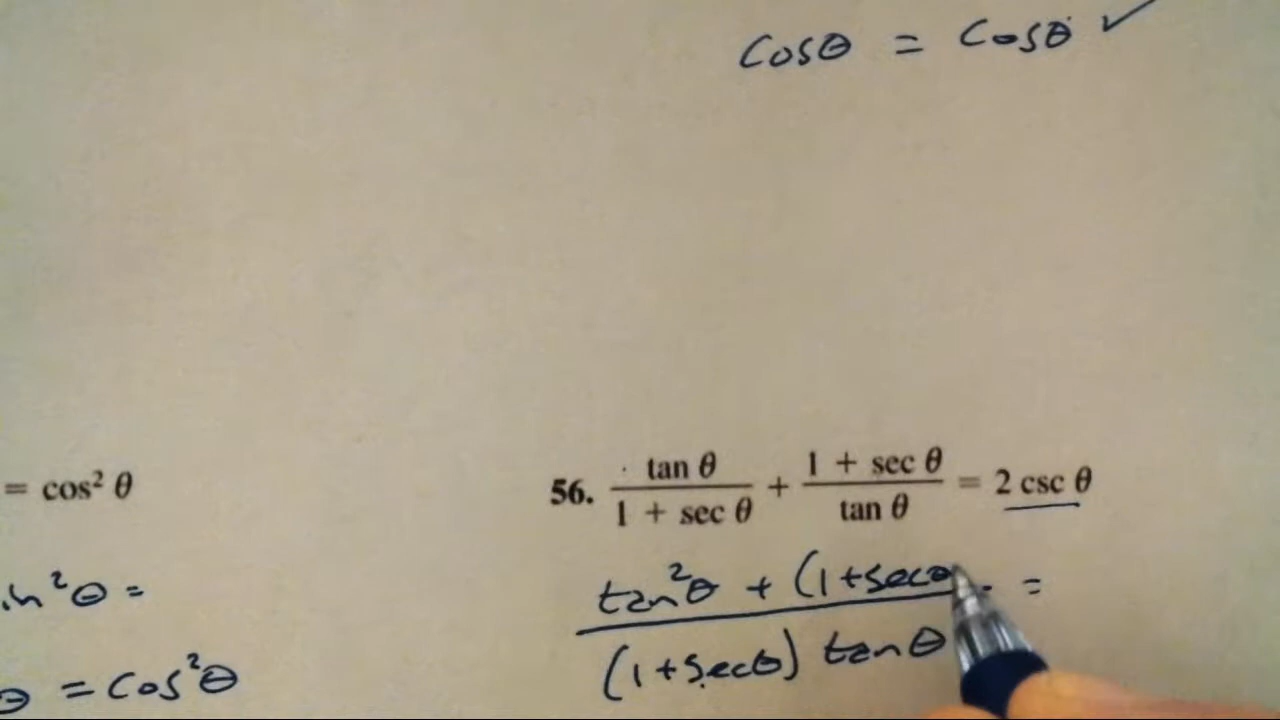 cosθ = cosθ ✓
= cos² θ
56. tan θ / 1 + sec θ + 1 + sec θ / tan θ = 2 csc θ
in²θ =
tan²θ + (1+secθ =
(1+secθ) tanθ
θ = cos²θ